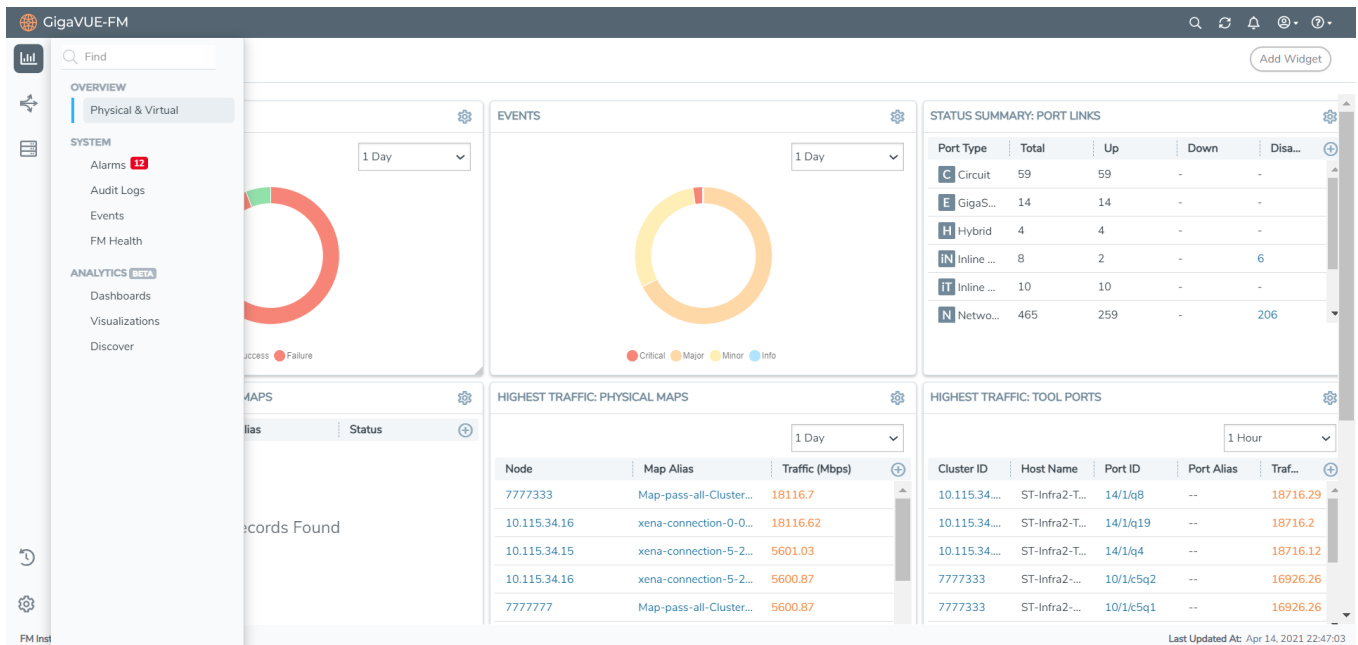 GigaVUE-FM
Find
Add Widget
OVERVIEW
Physical & Virtual
SYSTEM
Alarms 12
Audit Logs
Events
FM Health
ANALYTICS BETA
Dashboards
Visualizations
Discover
1 Day
Failure
EVENTS
1 Day
Critical Major Minor Info
STATUS SUMMARY: PORT LINKS
Port Type Total Up Down Disa...
C Circuit 59 59 - -
E GigaS... 14 14 - -
H Hybrid 4 4 - -
iN Inline ... 8 2 - 6
iT Inline ... 10 10 - -
N Netwo... 465 259 - 206
MAPS
lias Status
ecords Found
HIGHEST TRAFFIC: PHYSICAL MAPS
1 Day
Node Map Alias Traffic (Mbps)
7777333 Map-pass-all-Cluster... 18116.7
10.115.34.16 xena-connection-0-0... 18116.62
10.115.34.15 xena-connection-5-2... 5601.03
10.115.34.16 xena-connection-5-2... 5600.87
7777777 Map-pass-all-Cluster... 5600.87
HIGHEST TRAFFIC: TOOL PORTS
1 Hour
Cluster ID Host Name Port ID Port Alias Traf...
10.115.34.... ST-Infra2-T... 14/1/q8 -- 18716.29
10.115.34.... ST-Infra2-T... 14/1/q19 -- 18716.2
10.115.34.... ST-Infra2-T... 14/1/q4 -- 18716.12
7777333 ST-Infra2-... 10/1/c5q2 -- 16926.26
7777333 ST-Infra2-... 10/1/c5q1 -- 16926.26
FM Inst
Last Updated At: Apr 14, 2021 22:47:03